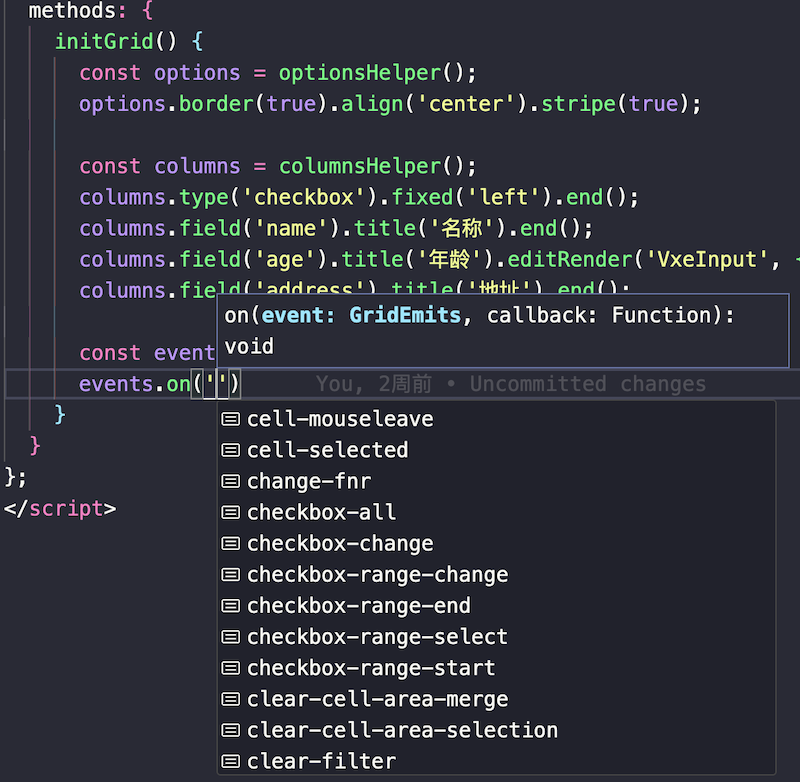 methods: {
initGrid() {
const options = optionsHelper();
options.border(true).align('center').stripe(true);
const columns = columnsHelper();
columns.type('checkbox').fixed('left').end();
columns.field('name').title('名称').end();
columns.field('age').title('年龄').editRender('VxeInput', {
columns.field('address').title('地址').end();
on(event: GridEmits, callback: Function):
void
const event
events.on('') You, 2周前 • Uncommitted changes
}
}
};
</script>
cell-mouseleave
cell-selected
change-fnr
checkbox-all
checkbox-change
checkbox-range-change
checkbox-range-end
checkbox-range-select
checkbox-range-start
clear-cell-area-merge
clear-cell-area-selection
clear-filter